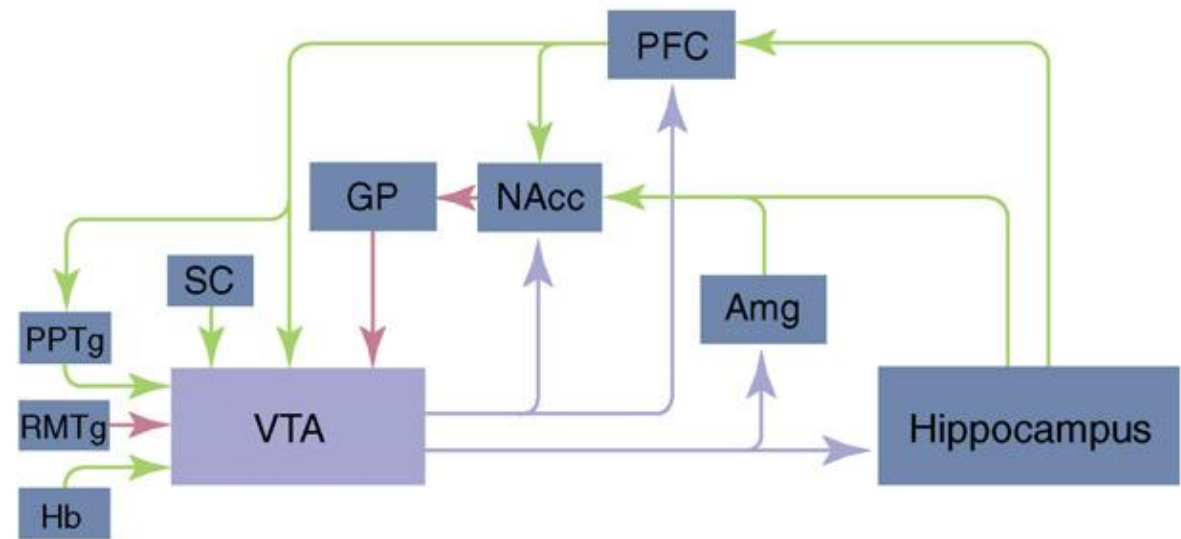 PFC
GP
NAcc
SC
Amg
PPTg
RMTg
VTA
Hippocampus
Hb